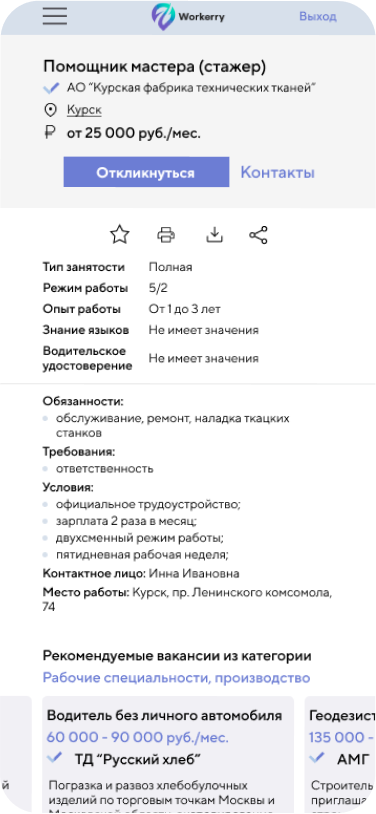 Workerry
Выход
Помощник мастера (стажер)
АО “Курская фабрика технических тканей”
Курск
₽ от 25 000 руб./мес.
Откликнуться
Контакты
Тип занятости Полная
Режим работы 5/2
Опыт работы От 1 до 3 лет
Знание языков Не имеет значения
Водительское
удостоверение Не имеет значения
Обязанности:
обслуживание, ремонт, наладка ткацких
станков
Требования:
ответственность
Условия:
официальное трудоустройство;
зарплата 2 раза в месяц;
двухсменный режим работы;
пятидневная рабочая неделя;
Контактное лицо: Инна Ивановна
Место работы: Курск, пр. Ленинского комсомола,
74
Рекомендуемые вакансии из категории
Рабочие специальности, производство
й
Водитель без личного автомобиля
60 000 - 90 000 руб./мес.
ТД “Русский хлеб”
Погразка и развоз хлебобулочных
изделий по торговым точкам Москвы и
Геодезист
135 000 -
АМГ
Строитель
приглаша